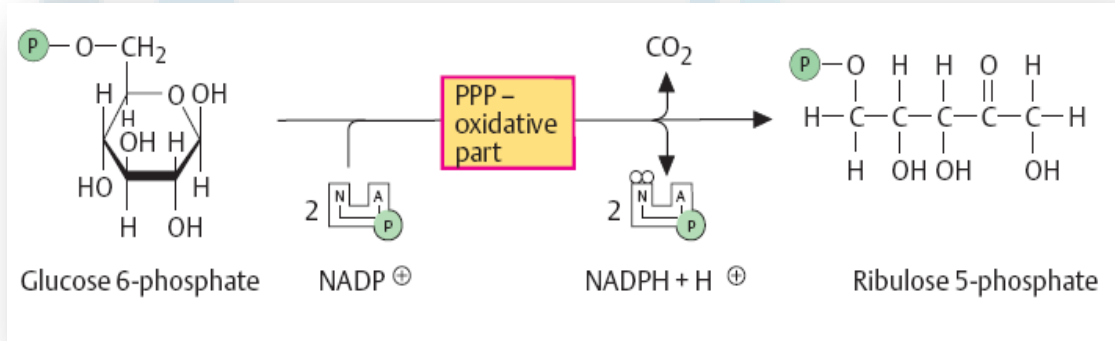 P–O–CH₂
H
O OH
H
OH H
HO H
H OH
Glucose 6-phosphate
2 N A P
NADP ⊕
PPP –
oxidative
part
CO₂
2 N A P
NADPH + H ⊕
P–O H H O H
H–C–C–C–C–C–H
H OH OH OH
Ribulose 5-phosphate